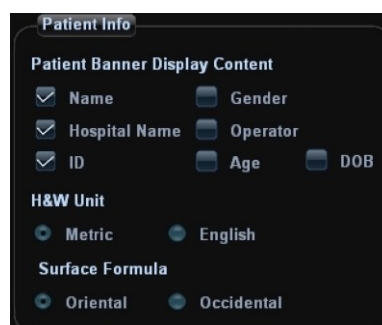 Patient Info
Patient Banner Display Content
Name Gender
Hospital Name Operator
ID Age DOB
H&W Unit
Metric English
Surface Formula
Oriental Occidental